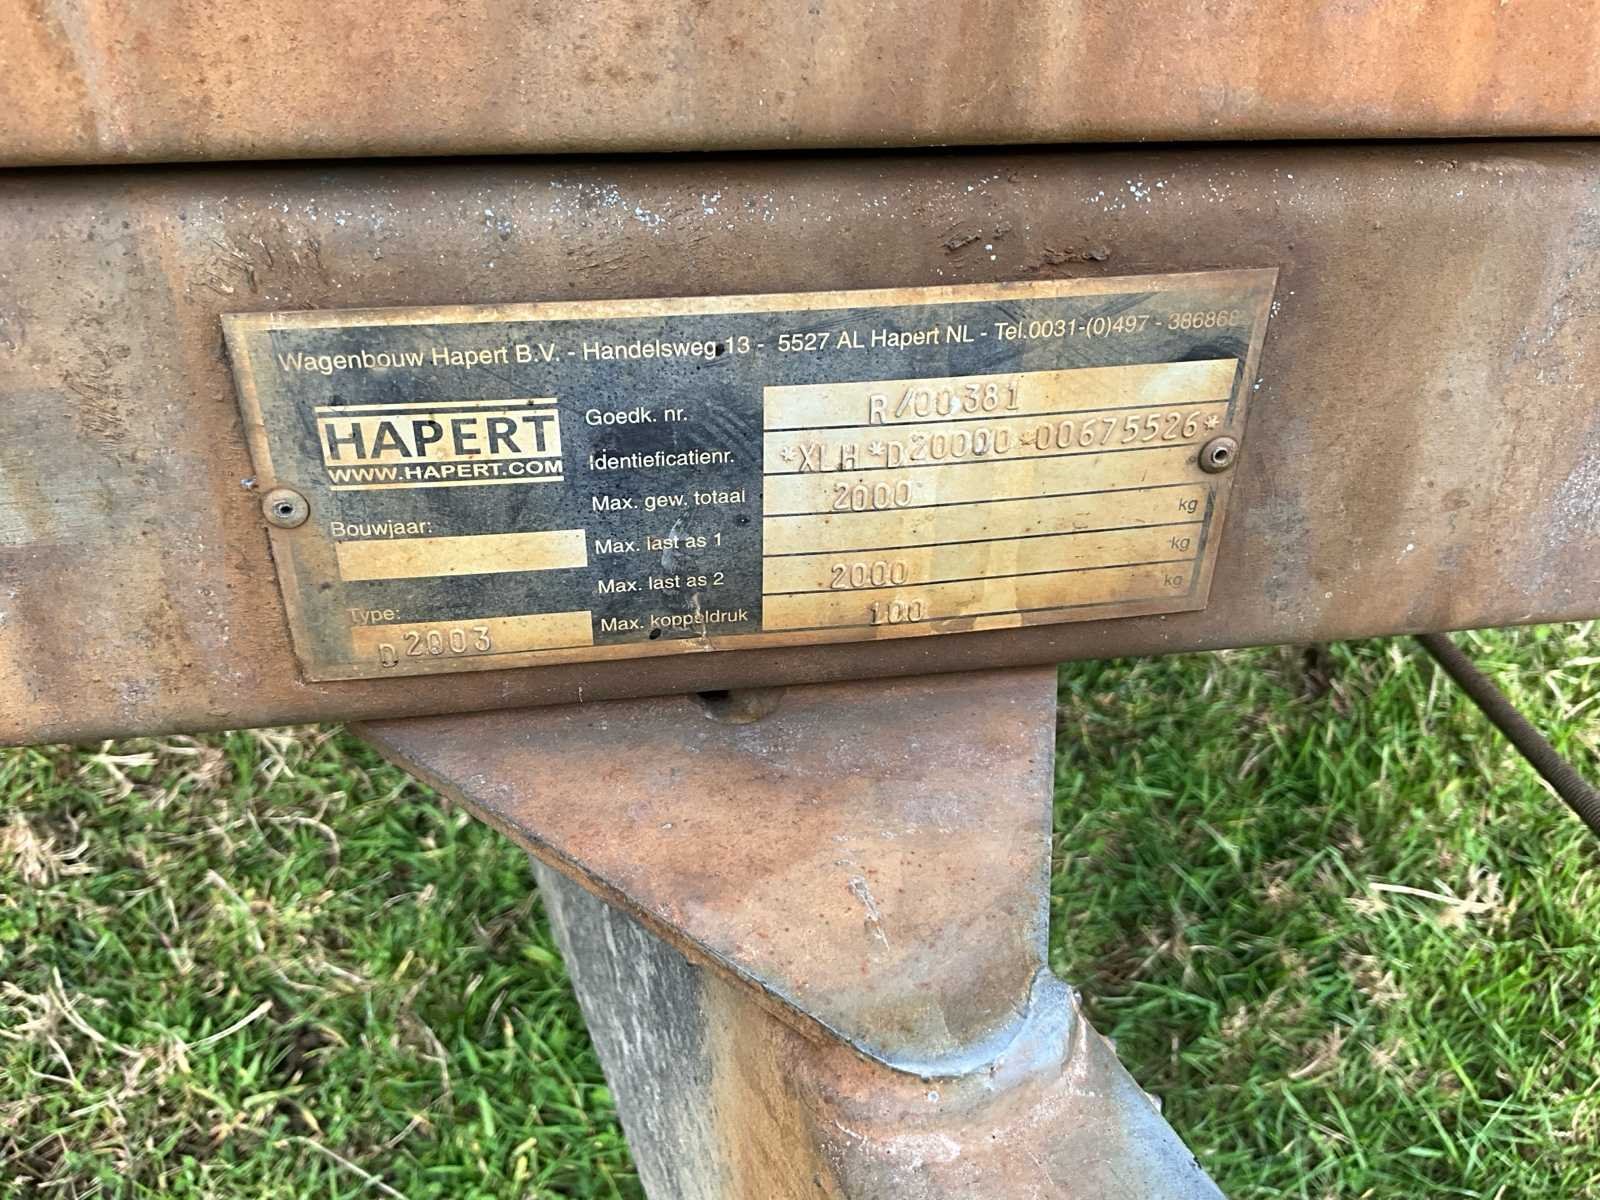 Wagenbouw Hapert B.V. - Handelsweg 13 - 5527 AL Hapert NL - Tel.0031-(0)497 - 386868
HAPERT
WWW.HAPERT.COM
Bouwjaar:
Type:
D2003
Goedk. nr. R/00381
Identieficatienr. *XLH*D20000*00675526*
Max. gew. totaal 2000 kg
Max. last as 1 kg
Max. last as 2 2000 kg
Max. koppeldruk 100